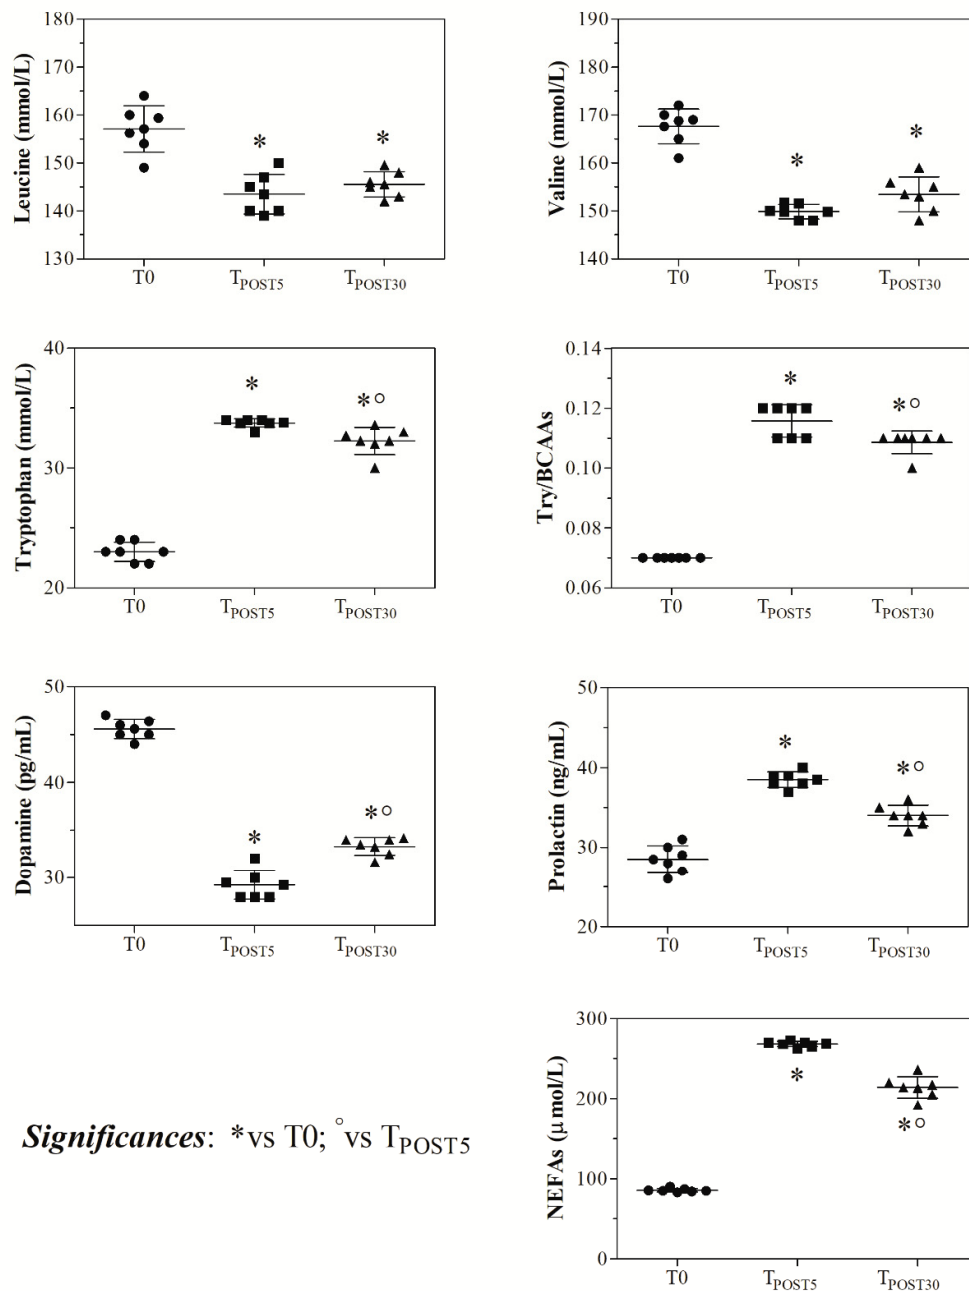 180
170
160
150
140
130
Leucine (mmol/L)
*
*
T0
TPOST5
TPOST30
180
170
160
150
140
Valine (mmol/L)
*
*
T0
TPOST5
TPOST30
40
30
20
Tryptophan (mmol/L)
*
*°
T0
TPOST5
TPOST30
0.14
0.12
0.10
0.08
0.06
Try/BCAAs
*
*°
T0
TPOST5
TPOST30
50
40
30
Dopamine (pg/mL)
*
*°
T0
TPOST5
TPOST30
50
40
30
20
Prolactin (ng/mL)
*
*°
T0
TPOST5
TPOST30
300
200
100
0
NEFAs (μ mol/L)
*
*°
T0
TPOST5
TPOST30
Significances: *vs T0; °vs TPOST5